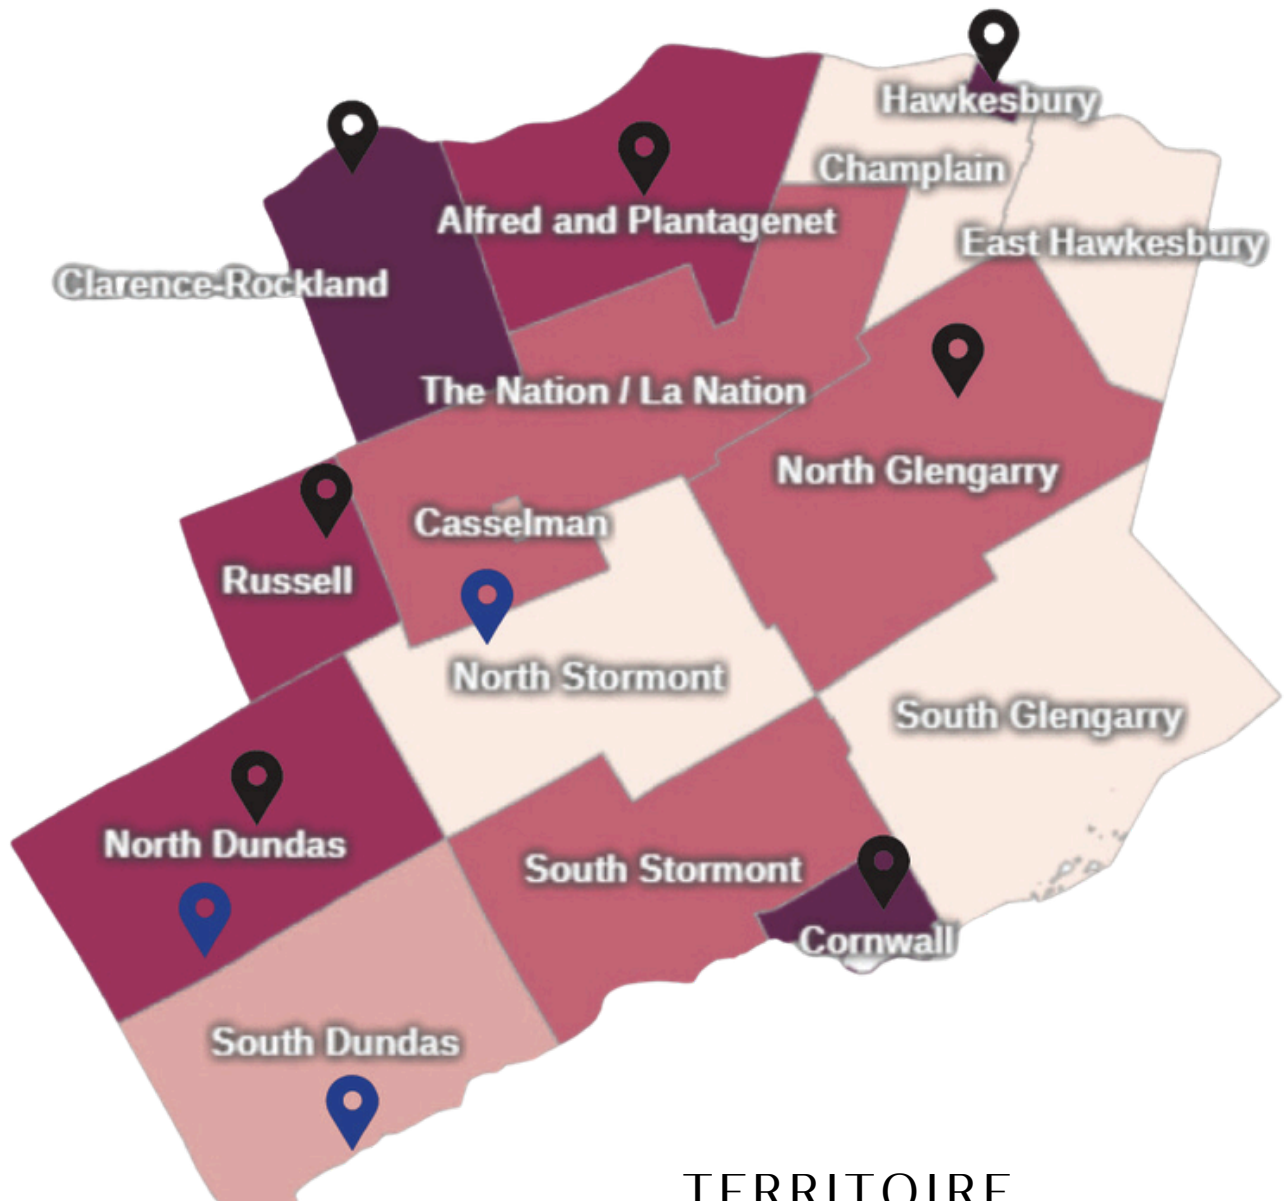 Hawkesbury
Champlain
Alfred and Plantagenet
East Hawkesbury
Clarence-Rockland
The Nation / La Nation
North Glengarry
Casselman
Russell
North Stormont
South Glengarry
North Dundas
South Stormont
Cornwall
South Dundas
TERRITOIRE